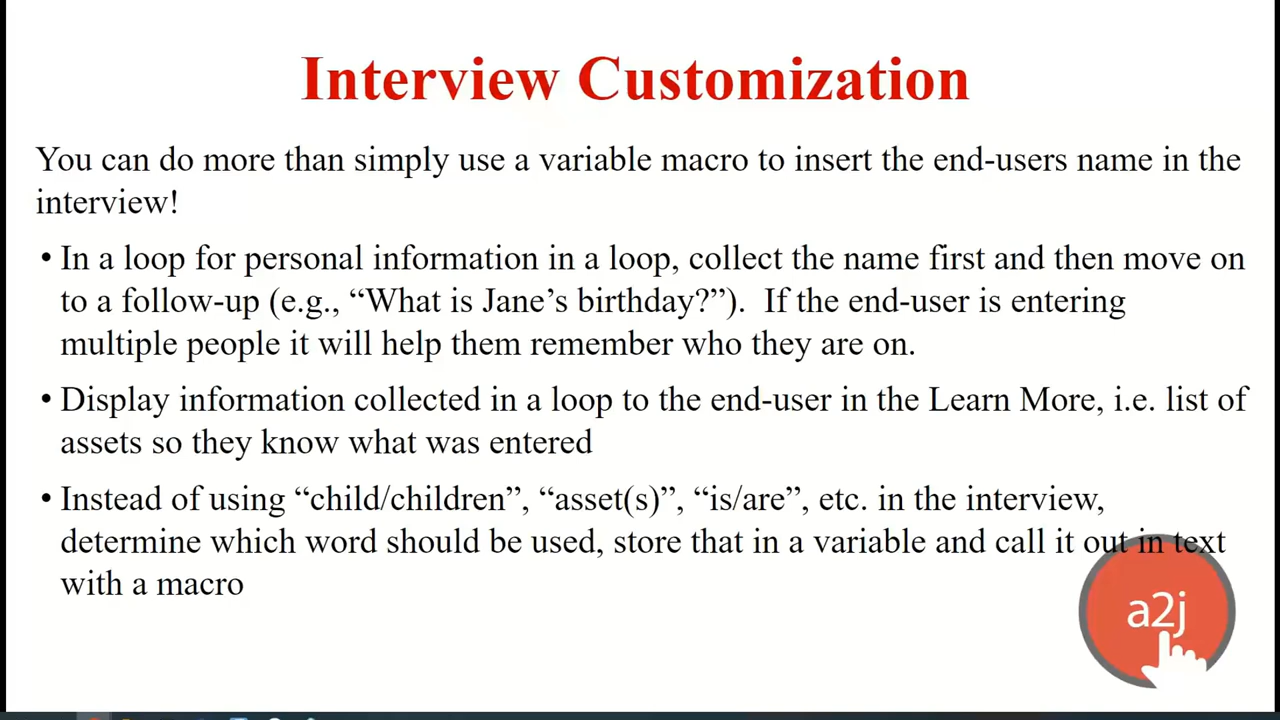 Interview Customization
You can do more than simply use a variable macro to insert the end-users name in the
interview!
• In a loop for personal information in a loop, collect the name first and then move on
to a follow-up (e.g., “What is Jane’s birthday?”).  If the end-user is entering
multiple people it will help them remember who they are on.
• Display information collected in a loop to the end-user in the Learn More, i.e. list of
assets so they know what was entered
• Instead of using “child/children”, “asset(s)”, “is/are”, etc. in the interview,
determine which word should be used, store that in a variable and call it out in text
with a macro
a2j